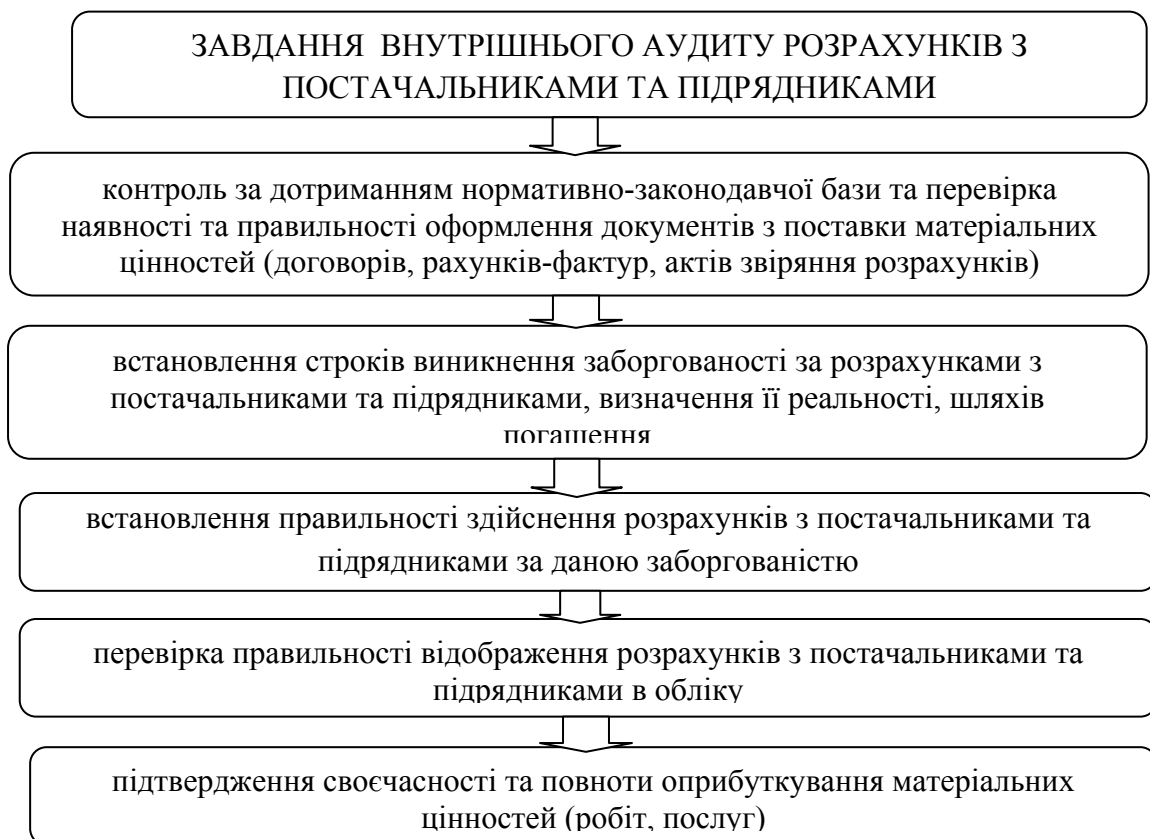 ЗАВДАННЯ ВНУТРІШНЬОГО АУДИТУ РОЗРАХУНКІВ З
ПОСТАЧАЛЬНИКАМИ ТА ПІДРЯДНИКАМИ
контроль за дотриманням нормативно-законодавчої бази та перевірка
наявності та правильності оформлення документів з поставки матеріальних
цінностей (договорів, рахунків-фактур, актів звіряння розрахунків)
встановлення строків виникнення заборгованості за розрахунками з
постачальниками та підрядниками, визначення її реальності, шляхів
погашення
встановлення правильності здійснення розрахунків з постачальниками та
підрядниками за даною заборгованістю
перевірка правильності відображення розрахунків з постачальниками та
підрядниками в обліку
підтвердження своєчасності та повноти оприбуткування матеріальних
цінностей (робіт, послуг)